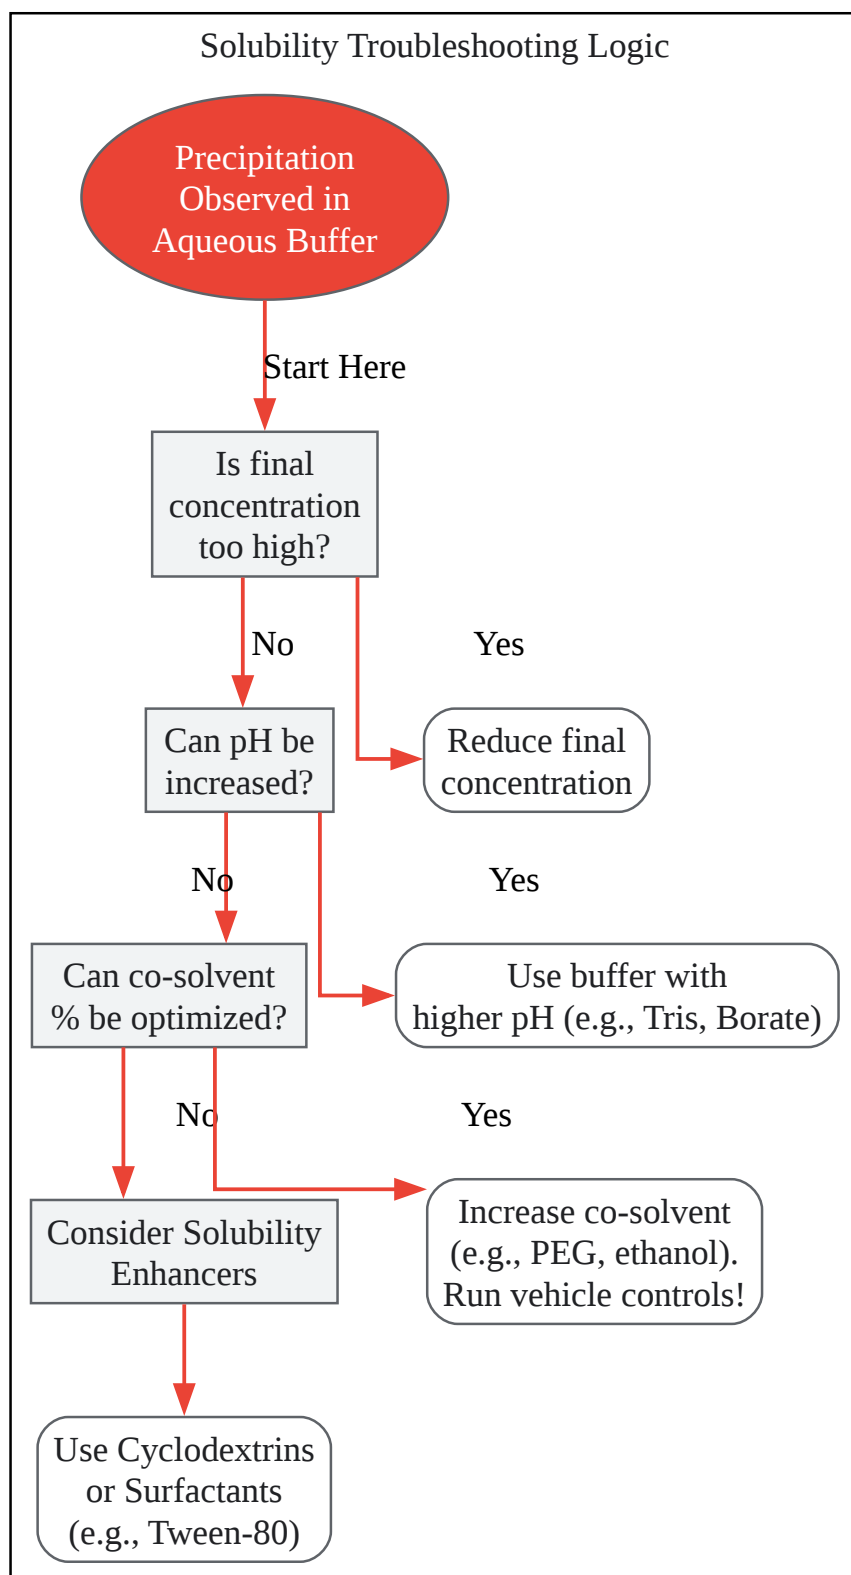 Solubility Troubleshooting Logic
Precipitation
Observed in
Aqueous Buffer
Start Here
Is final
concentration
too high?
No
Yes
Can pH be
increased?
Reduce final
concentration
No
Yes
Can co-solvent
% be optimized?
Use buffer with
higher pH (e.g., Tris, Borate)
No
Yes
Consider Solubility
Enhancers
Increase co-solvent
(e.g., PEG, ethanol).
Run vehicle controls!
Use Cyclodextrins
or Surfactants
(e.g., Tween-80)